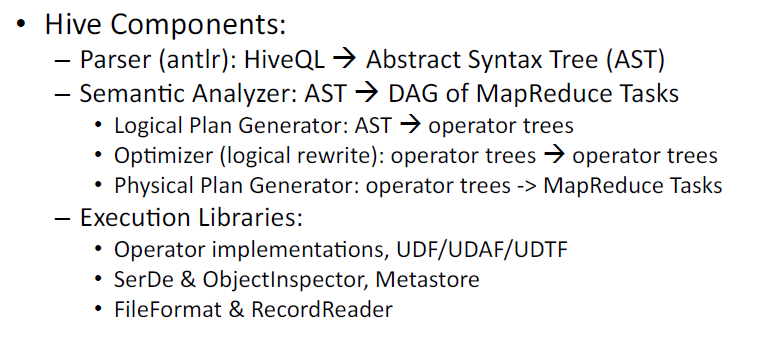 • Hive Components:
– Parser (antlr): HiveQL → Abstract Syntax Tree (AST)
– Semantic Analyzer: AST → DAG of MapReduce Tasks
• Logical Plan Generator: AST → operator trees
• Optimizer (logical rewrite): operator trees → operator trees
• Physical Plan Generator: operator trees -> MapReduce Tasks
– Execution Libraries:
• Operator implementations, UDF/UDAF/UDTF
• SerDe & ObjectInspector, Metastore
• FileFormat & RecordReader